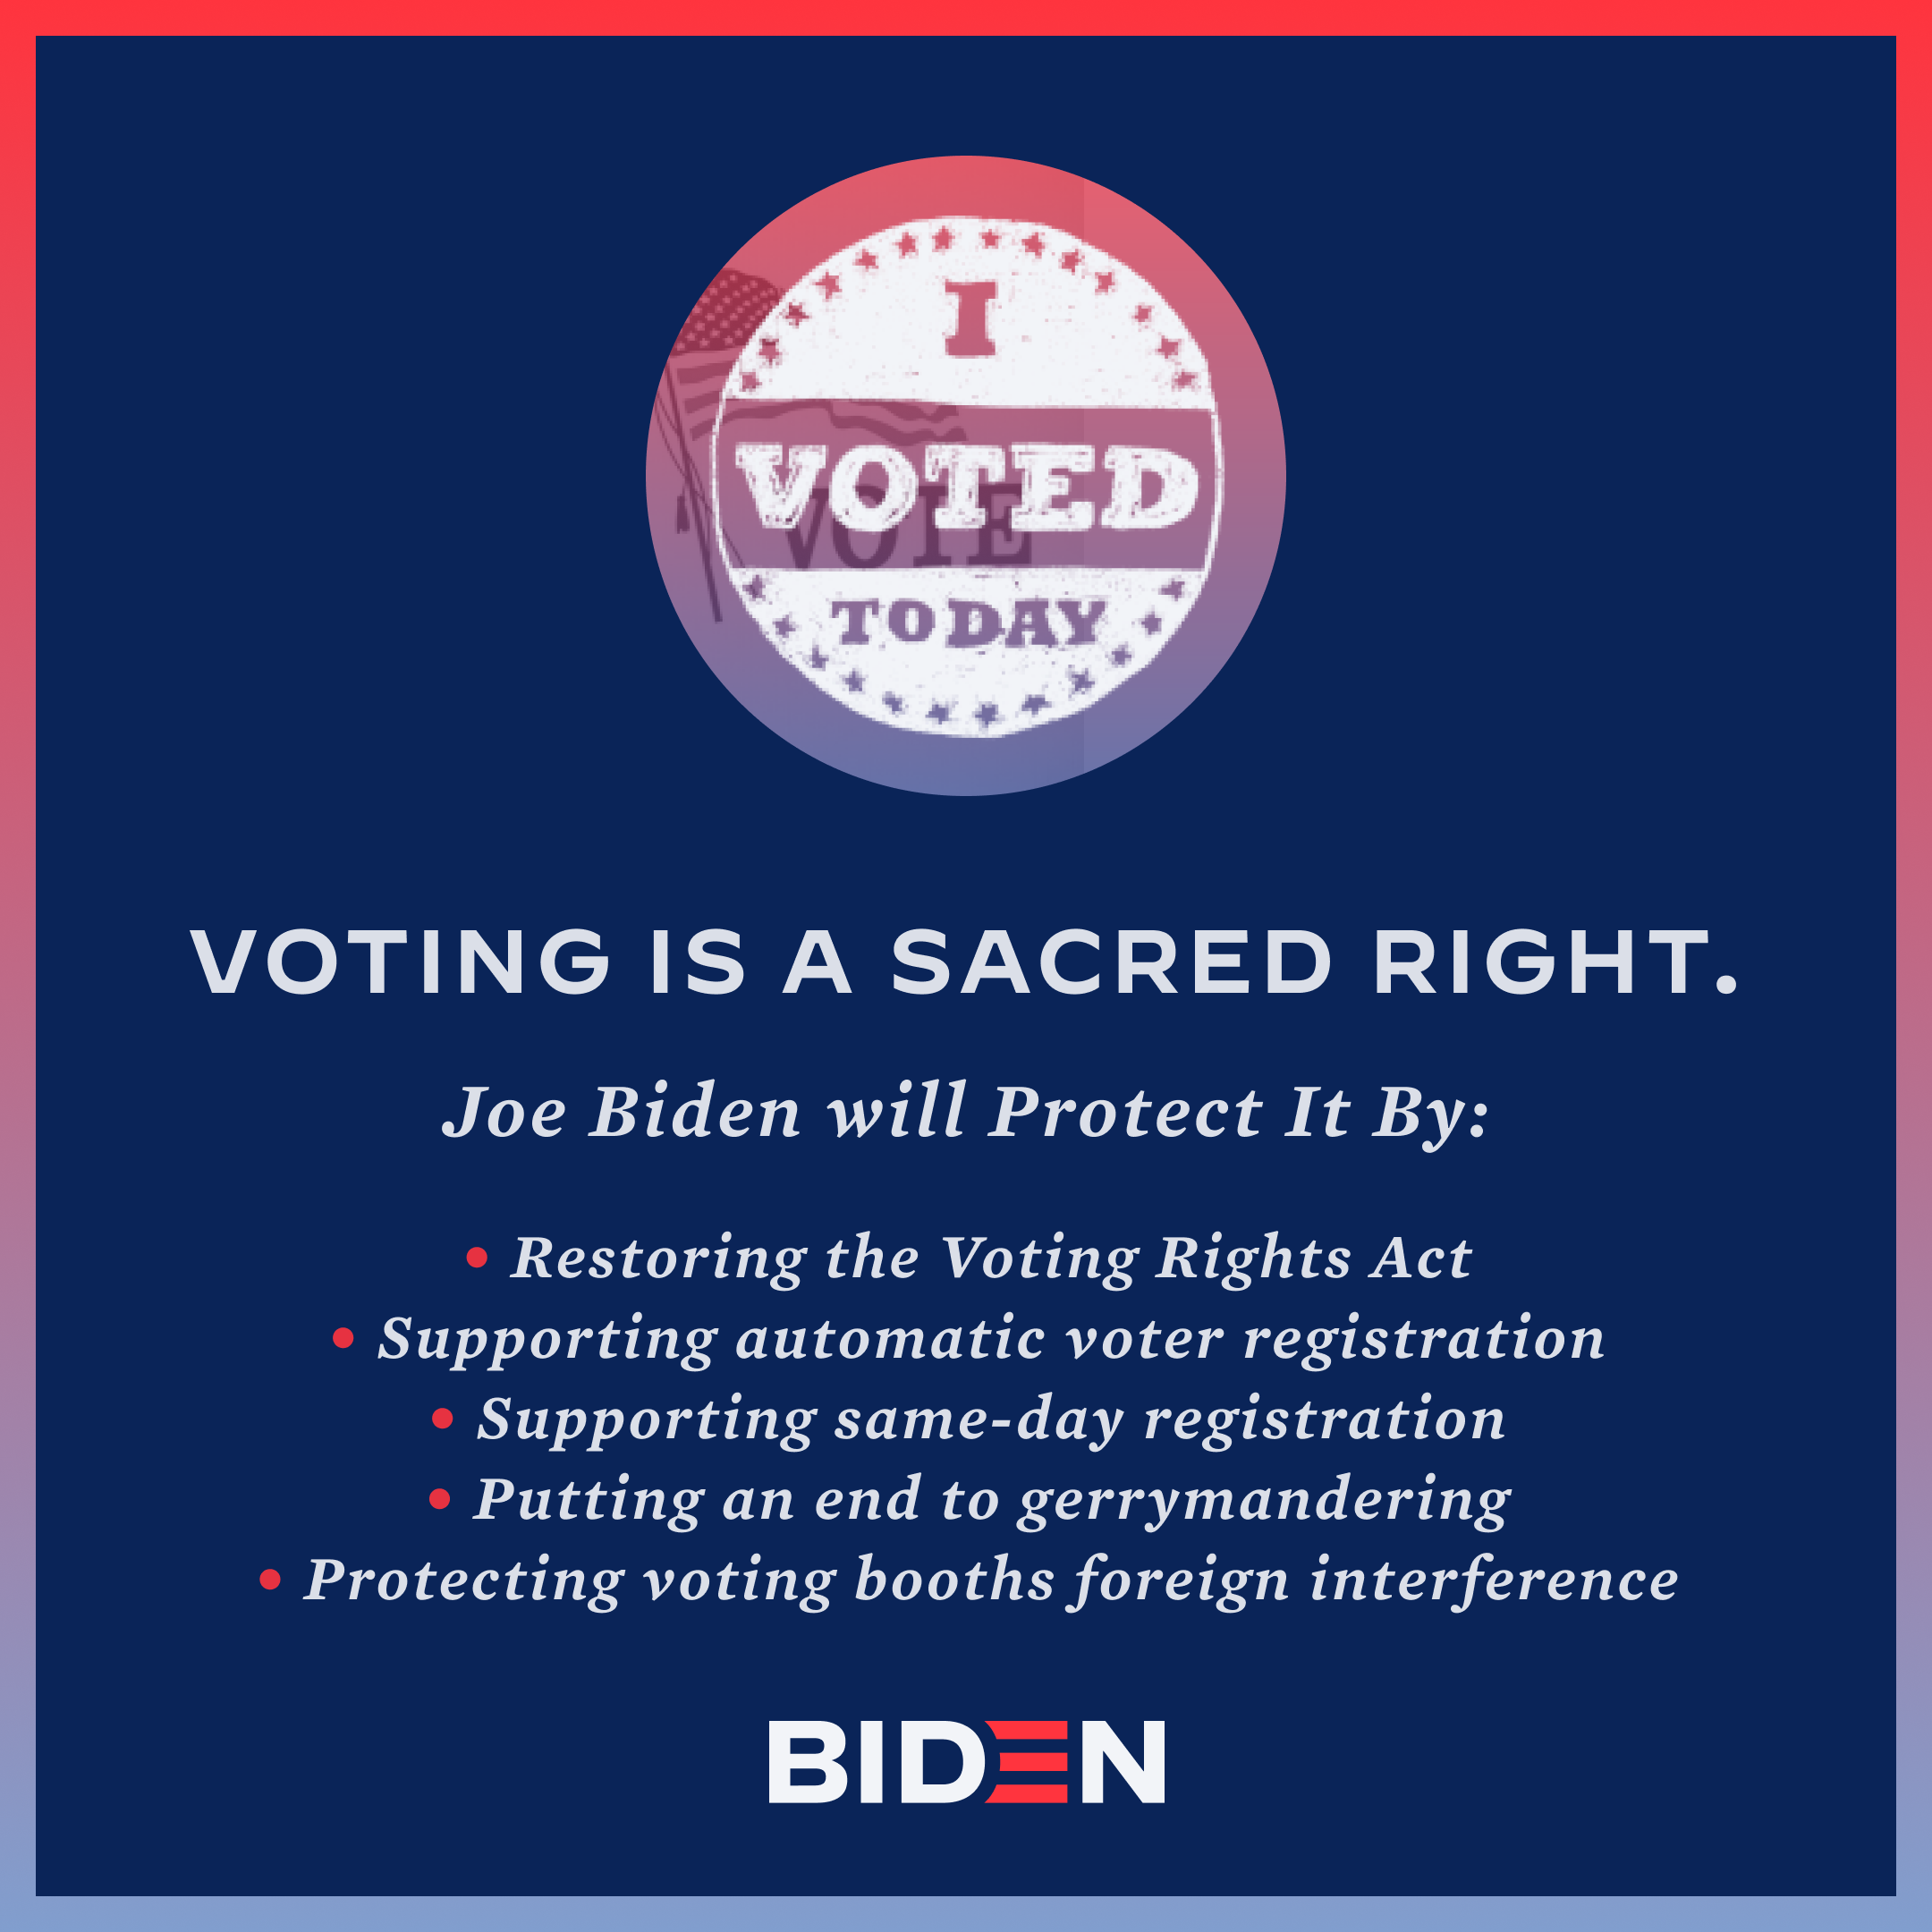 I
VOTED
VOTE
TODAY
VOTING IS A SACRED RIGHT.
Joe Biden will Protect It By:
• Restoring the Voting Rights Act
• Supporting automatic voter registration
• Supporting same-day registration
• Putting an end to gerrymandering
• Protecting voting booths foreign interference
BIDEN